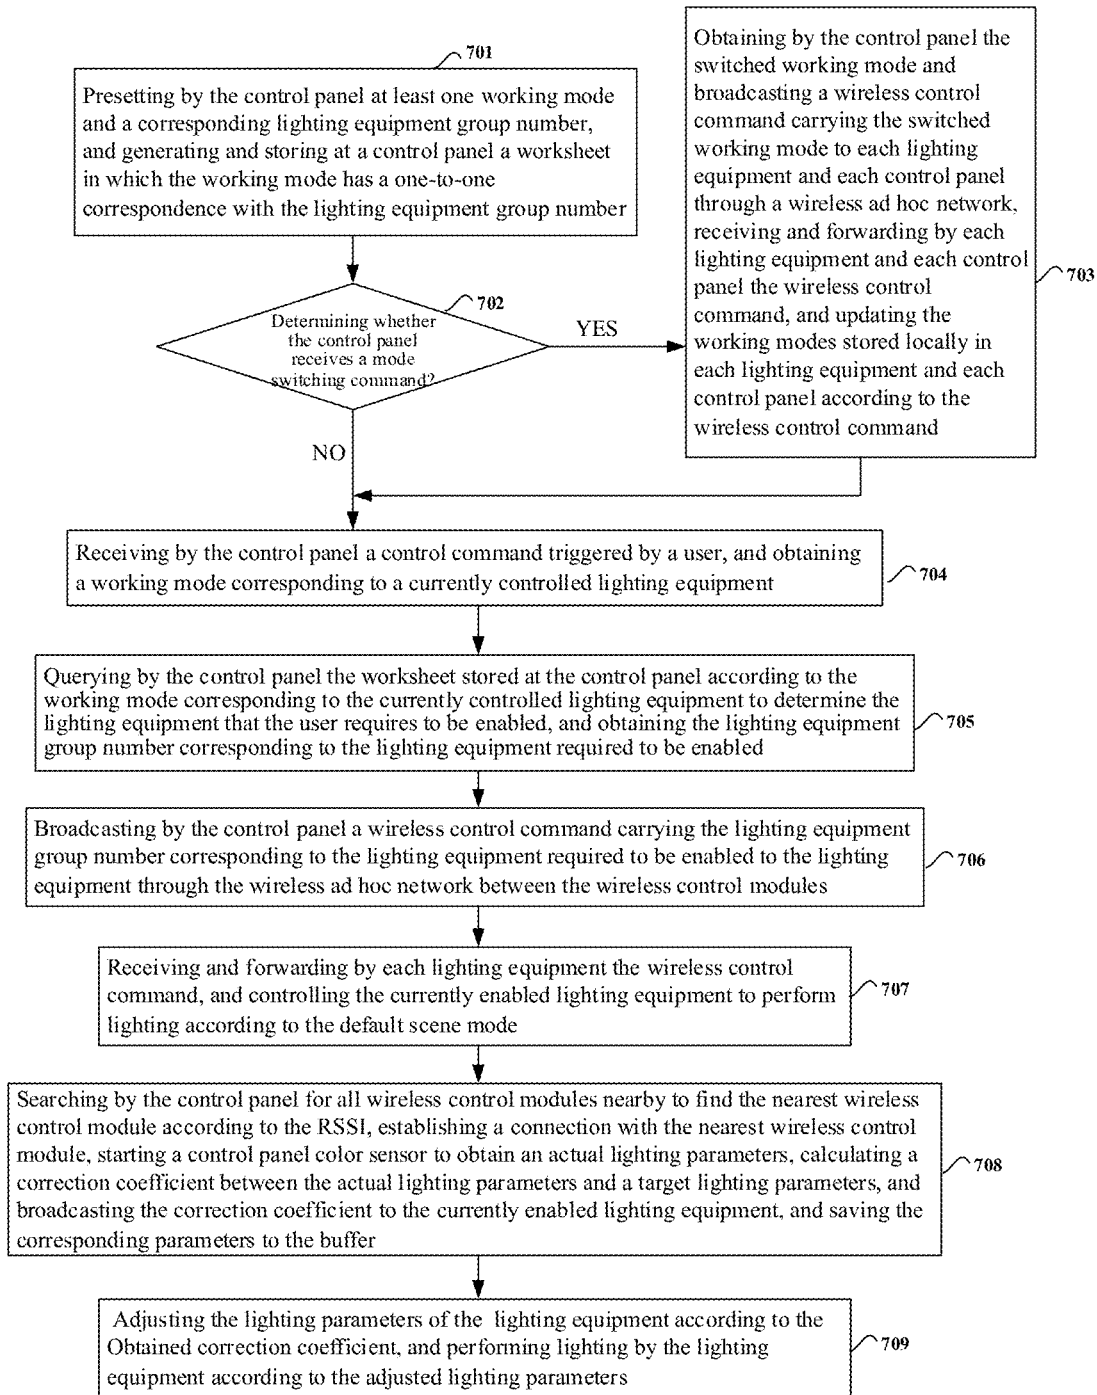 701
Presetting by the control panel at least one working mode
and a corresponding lighting equipment group number,
and generating and storing at a control panel a worksheet
in which the working mode has a one-to-one
correspondence with the lighting equipment group number
702
Determining whether
the control panel
receives a mode
switching command?
YES
NO
Obtaining by the control panel the
switched working mode and
broadcasting a wireless control
command carrying the switched
working mode to each lighting
equipment and each control panel
through a wireless ad hoc network,
receiving and forwarding by each
lighting equipment and each control
panel the wireless control
command, and updating the
working modes stored locally in
each lighting equipment and each
control panel according to the
wireless control command
703
Receiving by the control panel a control command triggered by a user, and obtaining
a working mode corresponding to a currently controlled lighting equipment
704
Querying by the control panel the worksheet stored at the control panel according to the
working mode corresponding to the currently controlled lighting equipment to determine the
lighting equipment that the user requires to be enabled, and obtaining the lighting equipment
group number corresponding to the lighting equipment required to be enabled
705
Broadcasting by the control panel a wireless control command carrying the lighting equipment
group number corresponding to the lighting equipment required to be enabled to the lighting
equipment through the wireless ad hoc network between the wireless control modules
706
Receiving and forwarding by each lighting equipment the wireless control
command, and controlling the currently enabled lighting equipment to perform
lighting according to the default scene mode
707
Searching by the control panel for all wireless control modules nearby to find the nearest wireless
control module according to the RSSI, establishing a connection with the nearest wireless control
module, starting a control panel color sensor to obtain an actual lighting parameters, calculating a
correction coefficient between the actual lighting parameters and a target lighting parameters, and
broadcasting the correction coefficient to the currently enabled lighting equipment, and saving the
corresponding parameters to the buffer
708
Adjusting the lighting parameters of the lighting equipment according to the
Obtained correction coefficient, and performing lighting by the lighting
equipment according to the adjusted lighting parameters
709